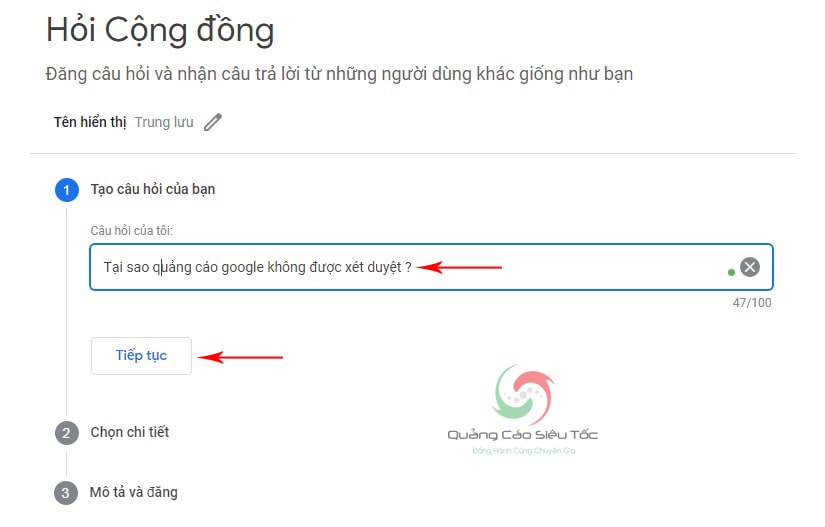 Hỏi Cộng đồng
Đăng câu hỏi và nhận câu trả lời từ những người dùng khác giống như bạn
Tên hiển thị Trung lưu
1 Tạo câu hỏi của bạn
Câu hỏi của tôi:
Tại sao quảng cáo google không được xét duyệt ?
47/100
Tiếp tục
Quảng Cáo Siêu Tốc
Đồng Hành Cùng Chuyên Gia
2 Chọn chi tiết
3 Mô tả và đăng